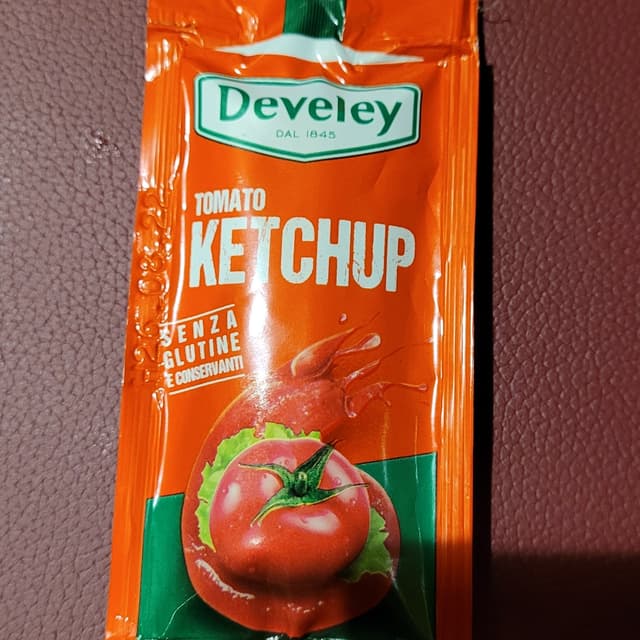 Develey
DAL 1845
TOMATO
KETCHUP
SENZA
GLUTINE
E CONSERVANTI